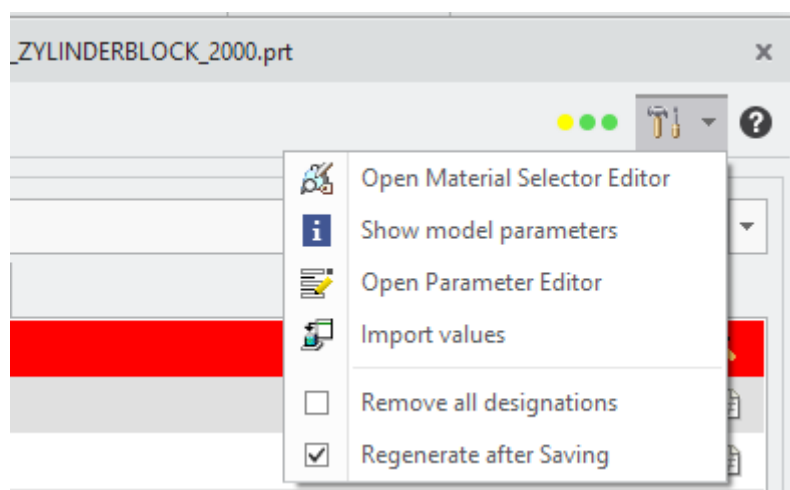 _ZYLINDERBLOCK_2000.prt
Open Material Selector Editor
Show model parameters
Open Parameter Editor
Import values
Remove all designations
Regenerate after Saving